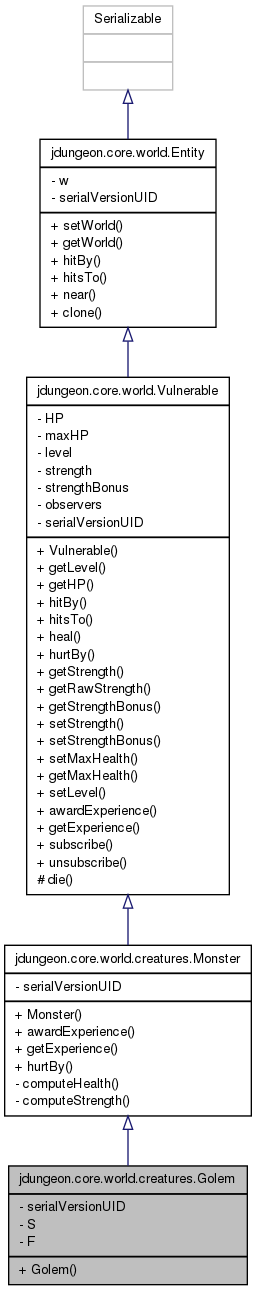 Serializable
jdungeon.core.world.Entity
- w
- serialVersionUID
+ setWorld()
+ getWorld()
+ hitBy()
+ hitsTo()
+ near()
+ clone()
jdungeon.core.world.Vulnerable
- HP
- maxHP
- level
- strength
- strengthBonus
- observers
- serialVersionUID
+ Vulnerable()
+ getLevel()
+ getHP()
+ hitBy()
+ hitsTo()
+ heal()
+ hurtBy()
+ getStrength()
+ getRawStrength()
+ getStrengthBonus()
+ setStrength()
+ setStrengthBonus()
+ setMaxHealth()
+ getMaxHealth()
+ setLevel()
+ awardExperience()
+ getExperience()
+ subscribe()
+ unsubscribe()
# die()
jdungeon.core.world.creatures.Monster
- serialVersionUID
+ Monster()
+ awardExperience()
+ getExperience()
+ hurtBy()
- computeHealth()
- computeStrength()
jdungeon.core.world.creatures.Golem
- serialVersionUID
- S
- F
+ Golem()